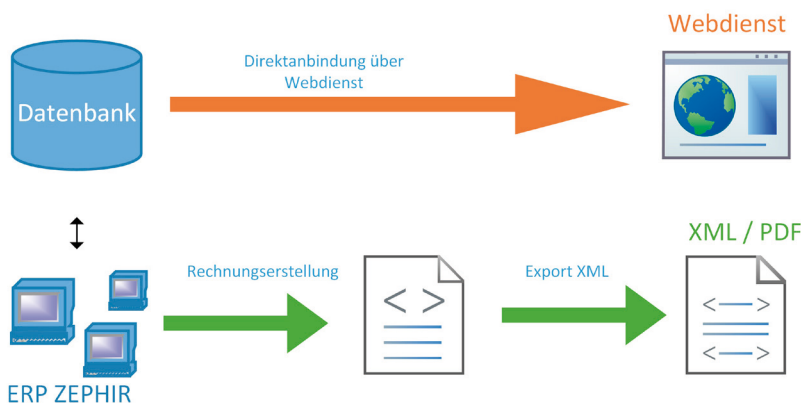 Webdienst
Direktanbindung über
Webdienst
Datenbank
XML / PDF
Rechnungserstellung
Export XML
< >
<—>
<—>
ERP ZEPHIR